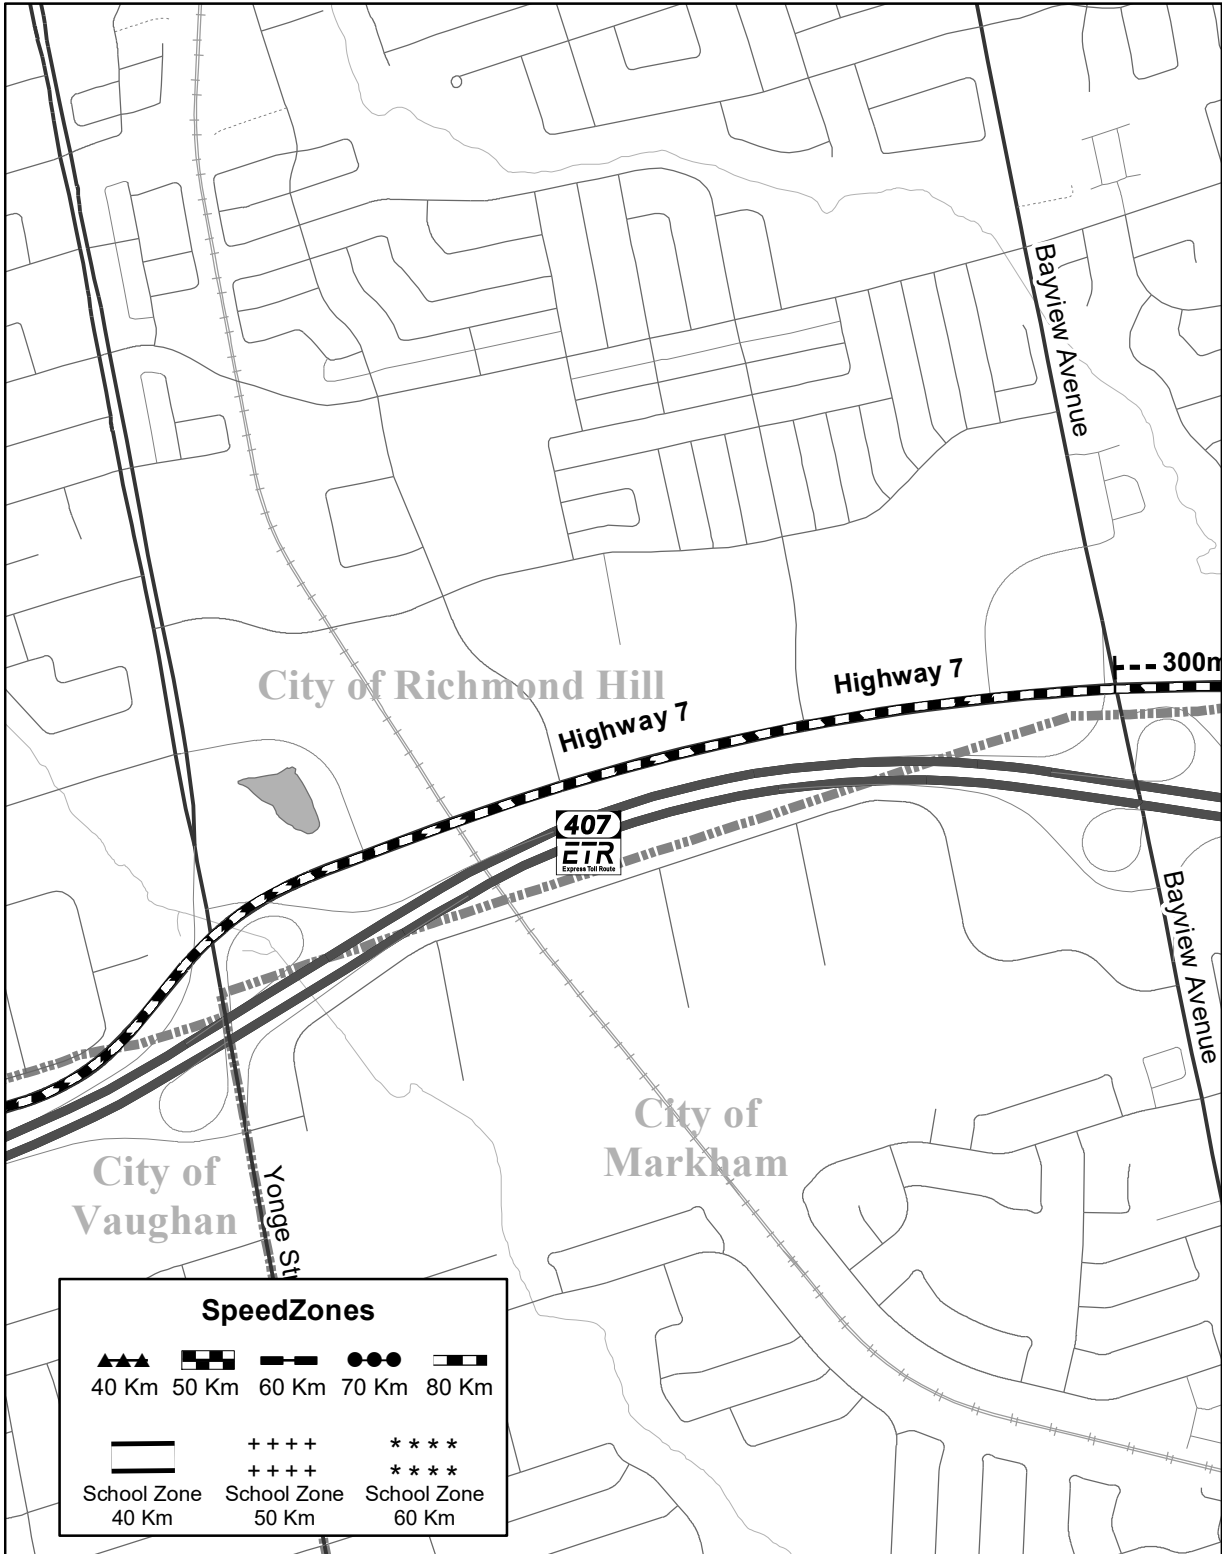 Bayview Avenue
300m
City of Richmond Hill
Highway 7
Highway 7
407
ETR
Express Toll Route
Bayview Avenue
City of
Markham
City of
Vaughan
Yonge Str
SpeedZones
40 Km 50 Km 60 Km 70 Km 80 Km
School Zone School Zone School Zone
40 Km 50 Km 60 Km